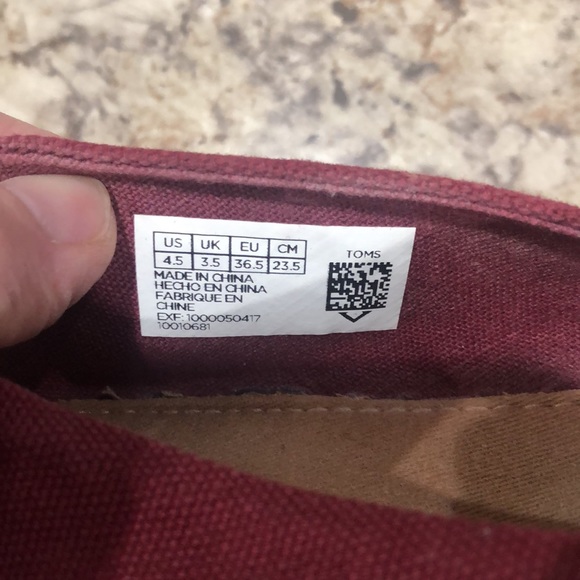 US UK EU CM
4.5 3.5 36.5 23.5
MADE IN CHINA
HECHO EN CHINA
FABRIQUE EN
CHINE
EXF: 1000050417
10010681
TOMS